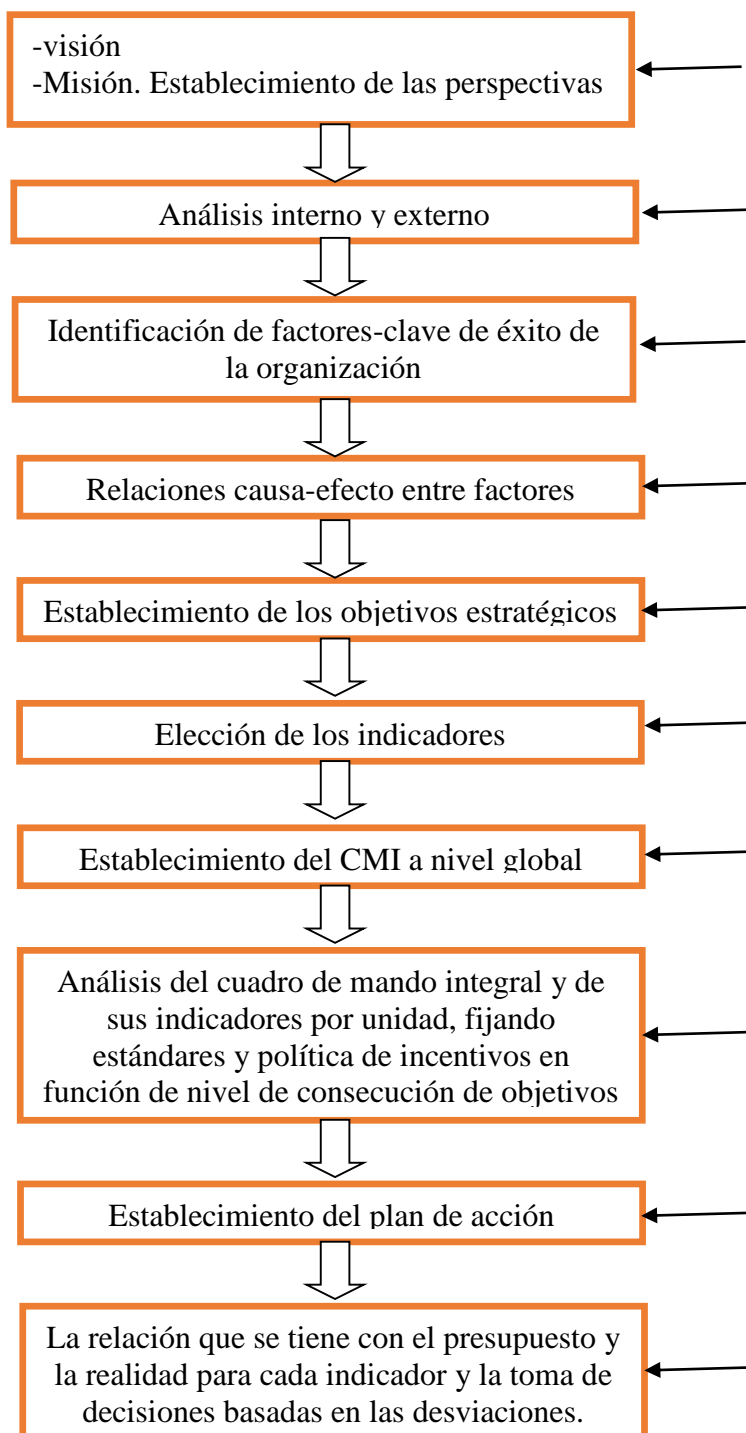 -visión
-Misión. Establecimiento de las perspectivas
Análisis interno y externo
Identificación de factores-clave de éxito de
la organización
Relaciones causa-efecto entre factores
Establecimiento de los objetivos estratégicos
Elección de los indicadores
Establecimiento del CMI a nivel global
Análisis del cuadro de mando integral y de
sus indicadores por unidad, fijando
estándares y política de incentivos en
función de nivel de consecución de objetivos
Establecimiento del plan de acción
La relación que se tiene con el presupuesto y
la realidad para cada indicador y la toma de
decisiones basadas en las desviaciones.